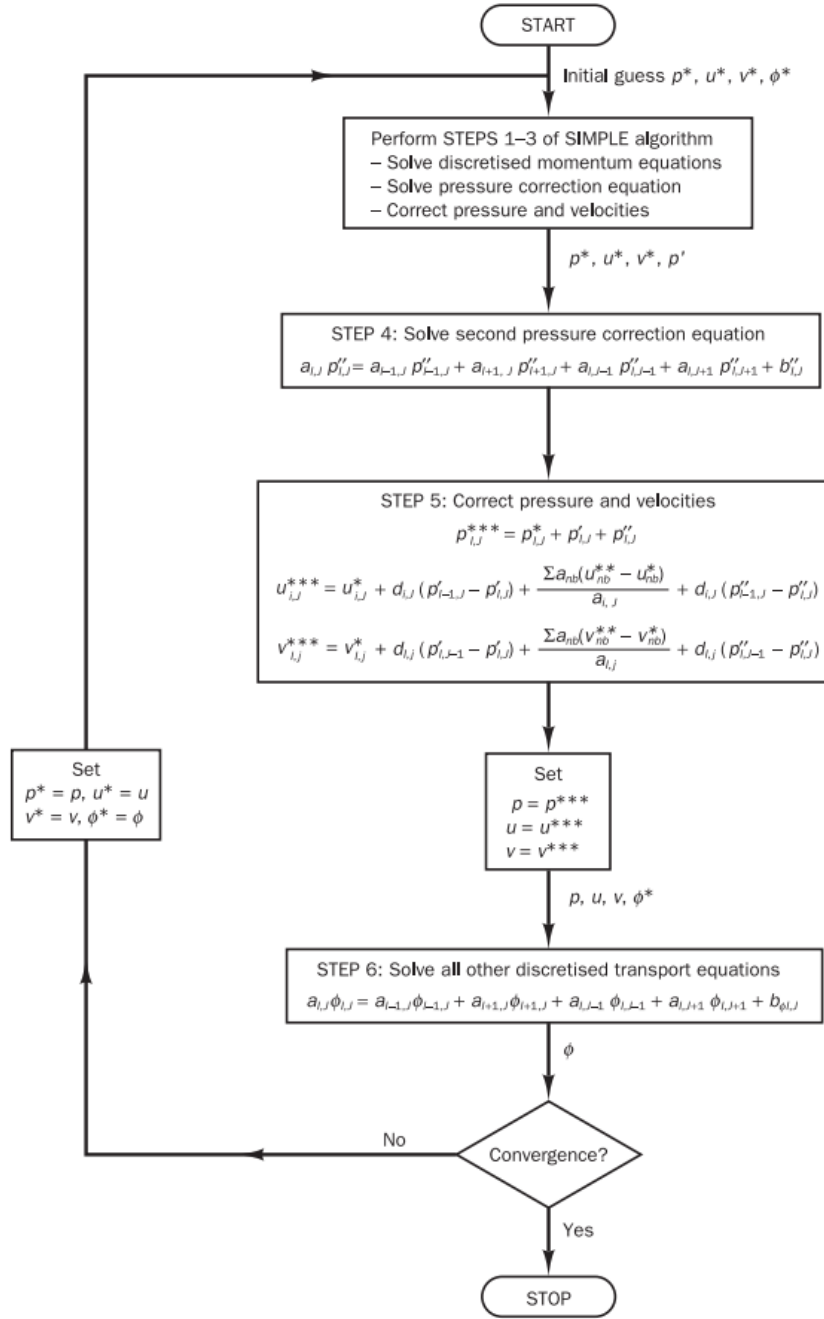 START
Initial guess p*, u*, v*, ϕ*
Perform STEPS 1–3 of SIMPLE algorithm
– Solve discretised momentum equations
– Solve pressure correction equation
– Correct pressure and velocities
p*, u*, v*, p′
STEP 4: Solve second pressure correction equation
a_{I,J} p″_{I,J} = a_{I–1,J} p″_{I–1,J} + a_{I+1,J} p″_{I+1,J} + a_{I,J–1} p″_{I,J–1} + a_{I,J+1} p″_{I,J+1} + b″_{I,J}
STEP 5: Correct pressure and velocities
p***_{I,J} = p*_{I,J} + p′_{I,J} + p″_{I,J}
u***_{i,J} = u*_{i,J} + d_{i,J} (p′_{I–1,J} – p′_{I,J}) + Σa_{nb}(u**_{nb} – u*_{nb}) / a_{i,J} + d_{i,J} (p″_{I–1,J} – p″_{I,J})
v***_{I,j} = v*_{I,j} + d_{I,j} (p′_{I,J–1} – p′_{I,J}) + Σa_{nb}(v**_{nb} – v*_{nb}) / a_{I,j} + d_{I,j} (p″_{I,J–1} – p″_{I,J})
Set
p* = p, u* = u
v* = v, ϕ* = ϕ
Set
p = p***
u = u***
v = v***
p, u, v, ϕ*
STEP 6: Solve all other discretised transport equations
a_{I,J}ϕ_{I,J} = a_{I–1,J}ϕ_{I–1,J} + a_{I+1,J}ϕ_{I+1,J} + a_{I,J–1} ϕ_{I,J–1} + a_{I,J+1} ϕ_{I,J+1} + b_{ϕI,J}
ϕ
No
Convergence?
Yes
STOP